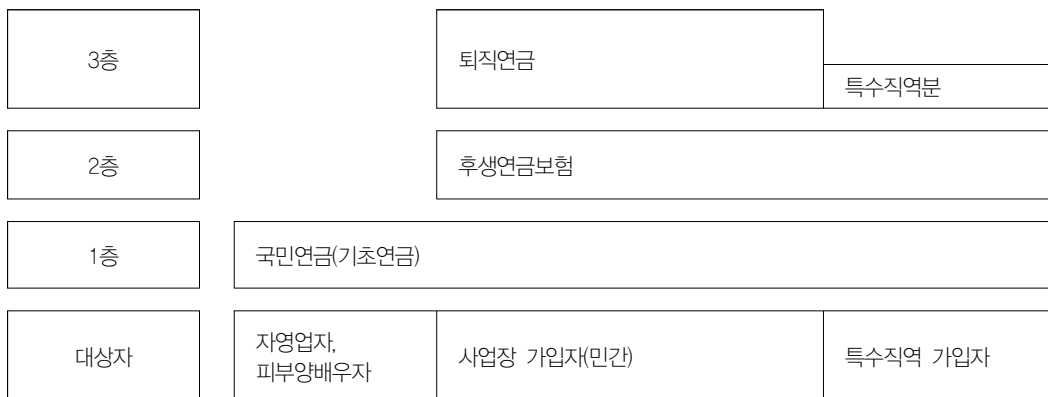 3층
퇴직연금
특수직역분
2층
후생연금보험
1층
국민연금(기초연금)
대상자
자영업자,
피부양배우자
사업장 가입자(민간)
특수직역 가입자